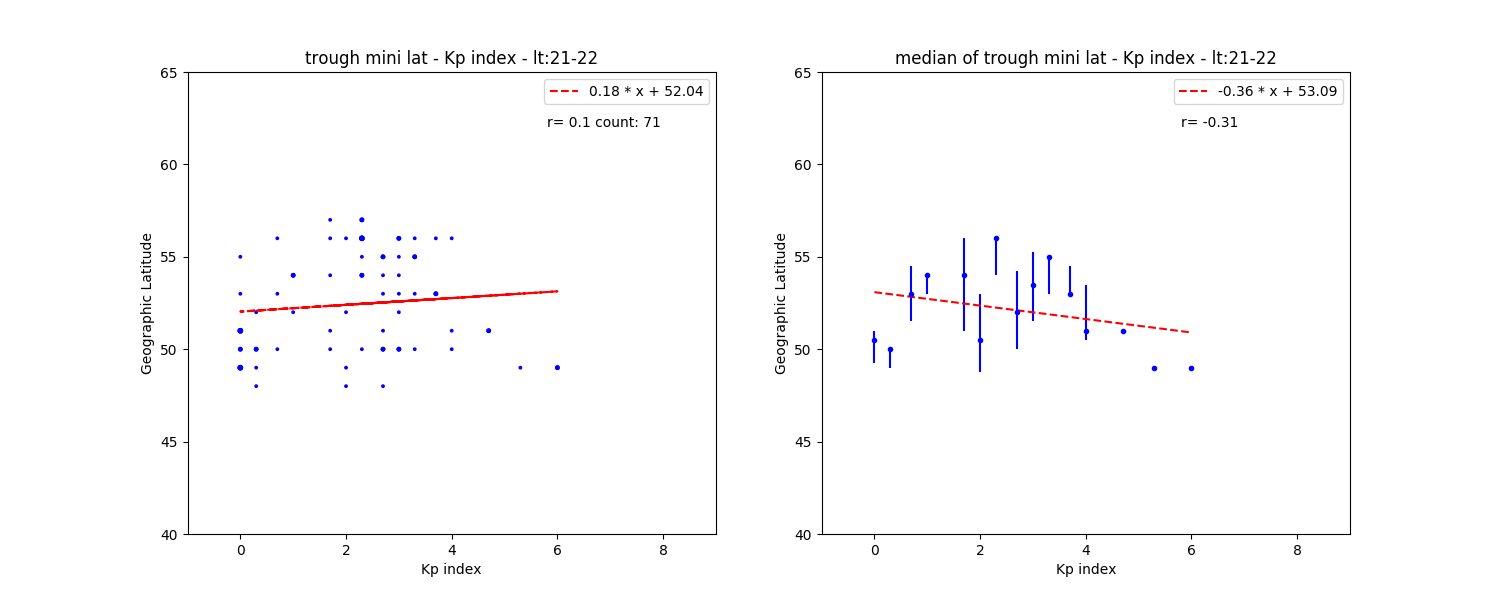 trough mini lat - Kp index - lt:21-22
0.18 * x + 52.04
r= 0.1 count: 71
65
60
55
50
45
40
Geographic Latitude
0 2 4 6 8
Kp index
median of trough mini lat - Kp index - lt:21-22
-0.36 * x + 53.09
r= -0.31
65
60
55
50
45
40
Geographic Latitude
0 2 4 6 8
Kp index